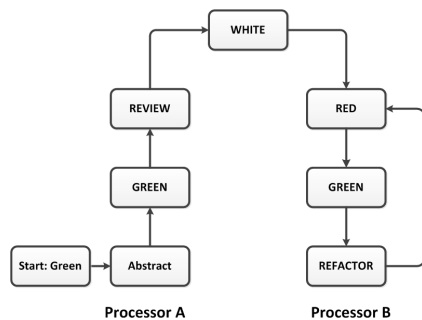 WHITE
REVIEW
RED
GREEN
GREEN
Start: Green
Abstract
REFACTOR
Processor A
Processor B